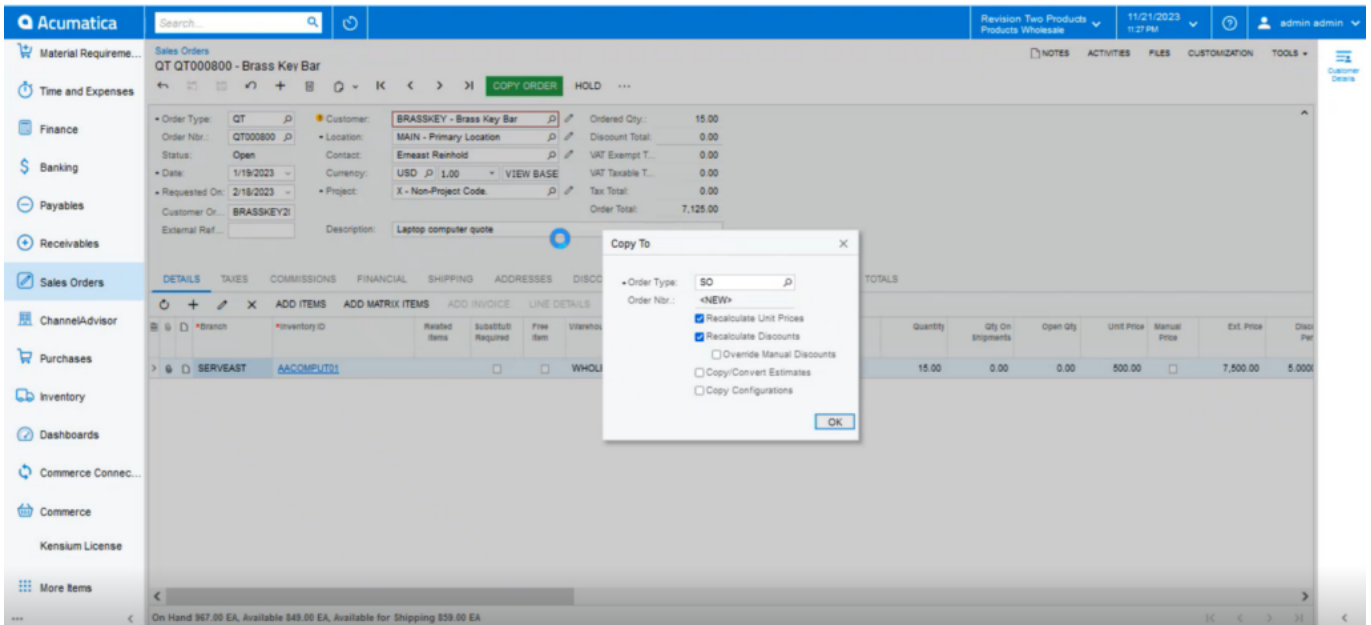 Acumatica
Search...
Revision Two Products
Products Wholesale
11/21/2023
11:27 PM
admin admin
Material Requireme...
Time and Expenses
Finance
Banking
Payables
Receivables
Sales Orders
ChannelAdvisor
Purchases
Inventory
Dashboards
Commerce Connec...
Commerce
Kensium License
More Items
Sales Orders
QT QT000800 - Brass Key Bar
NOTES ACTIVITIES FILES CUSTOMIZATION TOOLS
Customer
Details
COPY ORDER HOLD ...
Order Type: QT
Order Nbr.: QT000800
Status: Open
Date: 1/19/2023
Requested On: 2/18/2023
Customer Or...
External Ref...
Customer: BRASSKEY - Brass Key Bar
Location: MAIN - Primary Location
Contact: Erneast Reinhold
Currency: USD 1.00 VIEW BASE
Project: X - Non-Project Code.
Description: Laptop computer quote
Ordered Qty.: 15.00
Discount Total: 0.00
VAT Exempt T... 0.00
VAT Taxable T... 0.00
Tax Total: 0.00
Order Total: 7,125.00
DETAILS TAXES COMMISSIONS FINANCIAL SHIPPING ADDRESSES DISCO TOTALS
ADD ITEMS ADD MATRIX ITEMS ADD INVOICE LINE DETAILS
*Branch *Inventory ID Related Items Substituti Required Free Item Warehou Quantity Qty On Shipments Open Qty Unit Price Manual Price Ext. Price Disco Per
SERVEAST AACOMPUT01 WHOLE 15.00 0.00 0.00 500.00 7,500.00 5.0000
Copy To
Order Type: SO
Order Nbr.: <NEW>
Recalculate Unit Prices
Recalculate Discounts
Override Manual Discounts
Copy/Convert Estimates
Copy Configurations
OK
On Hand 967.00 EA, Available 849.00 EA, Available for Shipping 859.00 EA